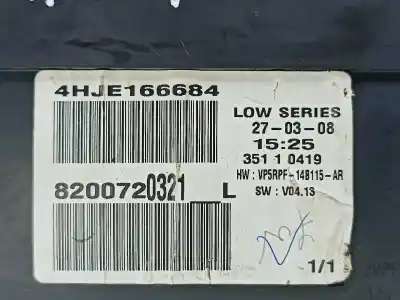 4HJE166684
LOW SERIES
27-03-08
15:25
351 1 0419
HW : VP5RPF-14B115-AR
SW : V04.13
8200720321__L
1/1